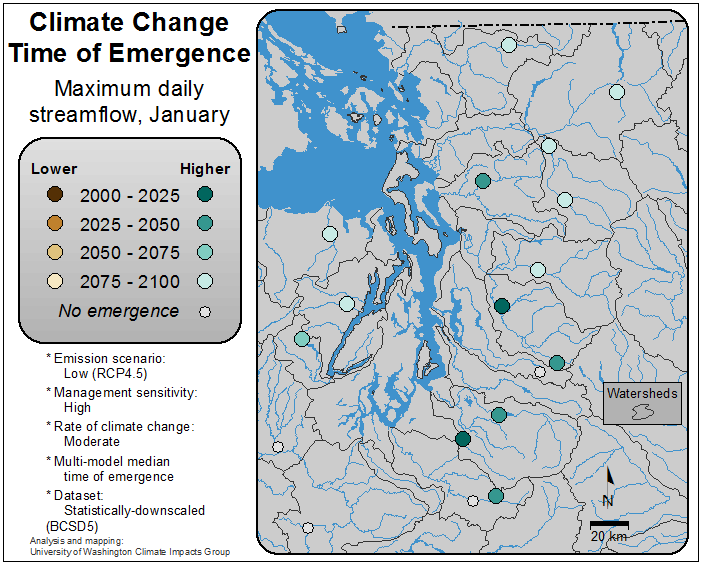 Climate Change
Time of Emergence
Maximum daily
streamflow, January
Lower Higher
2000 - 2025
2025 - 2050
2050 - 2075
2075 - 2100
No emergence
* Emission scenario:
Low (RCP4.5)
* Management sensitivity:
High
* Rate of climate change:
Moderate
* Multi-model median
time of emergence
* Dataset:
Statistically-downscaled
(BCSD5)
Analysis and mapping:
University of Washington Climate Impacts Group
Watersheds
N
20 km